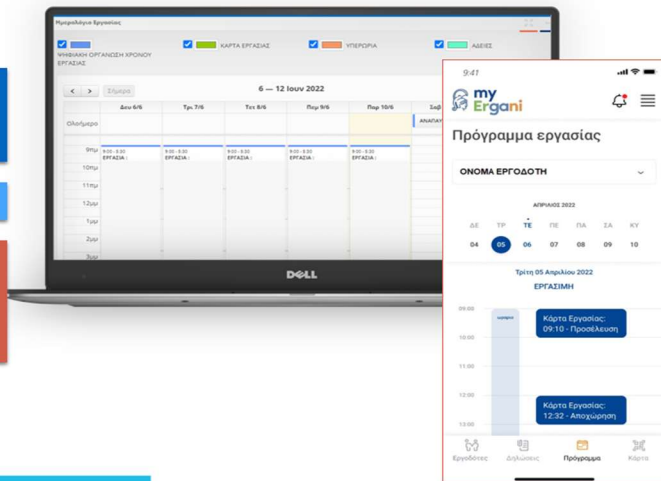 Ημερολόγιο Εργασίας
ΨΗΦΙΑΚΗ ΟΡΓΑΝΩΣΗ ΧΡΟΝΟΥ ΕΡΓΑΣΙΑΣ
ΚΑΡΤΑ ΕΡΓΑΣΙΑΣ
ΥΠΕΡΩΡΙΑ
ΑΔΕΙΕΣ
Σήμερα
6 — 12 Ιουν 2022
Δευ 6/6 Τρι 7/6 Τετ 8/6 Πεμ 9/6 Παρ 10/6 Σαβ
Ολοήμερο
ΑΝΑΠΑΥ
9πμ
9:00 - 5:30 9:00 - 5:30 9:00 - 5:30 9:00 - 5:30 9:00 - 5:30
ΕΡΓΑΣΙΑ : ΕΡΓΑΣΙΑ : ΕΡΓΑΣΙΑ : ΕΡΓΑΣΙΑ : ΕΡΓΑΣΙΑ :
10πμ
11πμ
12μμ
1μμ
2μμ
3μμ
DELL
9:41
my
Ergani
Πρόγραμμα εργασίας
ΟΝΟΜΑ ΕΡΓΟΔΟΤΗ
ΑΠΡΙΛΙΟΣ 2022
ΔΕ ΤΡ ΤΕ ΠΕ ΠΑ ΣΑ ΚΥ
04 05 06 07 08 09 10
Τρίτη 05 Απριλίου 2022
ΕΡΓΑΣΙΜΗ
09:00
Κάρτα Εργασίας:
09:10 - Προσέλευση
10:00
11:00
12:00
Κάρτα Εργασίας:
12:32 - Αποχώρηση
13:00
Εργοδότες Δηλώσεις Πρόγραμμα Κάρτα